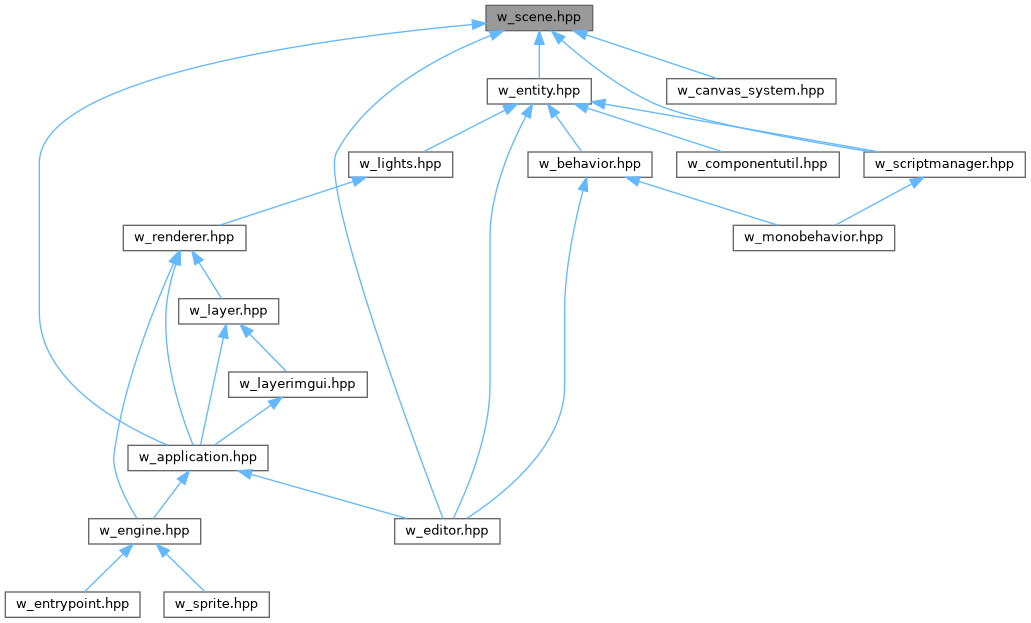 w_scene.hpp
w_entity.hpp
w_canvas_system.hpp
w_lights.hpp
w_behavior.hpp
w_componentutil.hpp
w_scriptmanager.hpp
w_renderer.hpp
w_monobehavior.hpp
w_layer.hpp
w_layerimgui.hpp
w_application.hpp
w_engine.hpp
w_editor.hpp
w_entrypoint.hpp
w_sprite.hpp